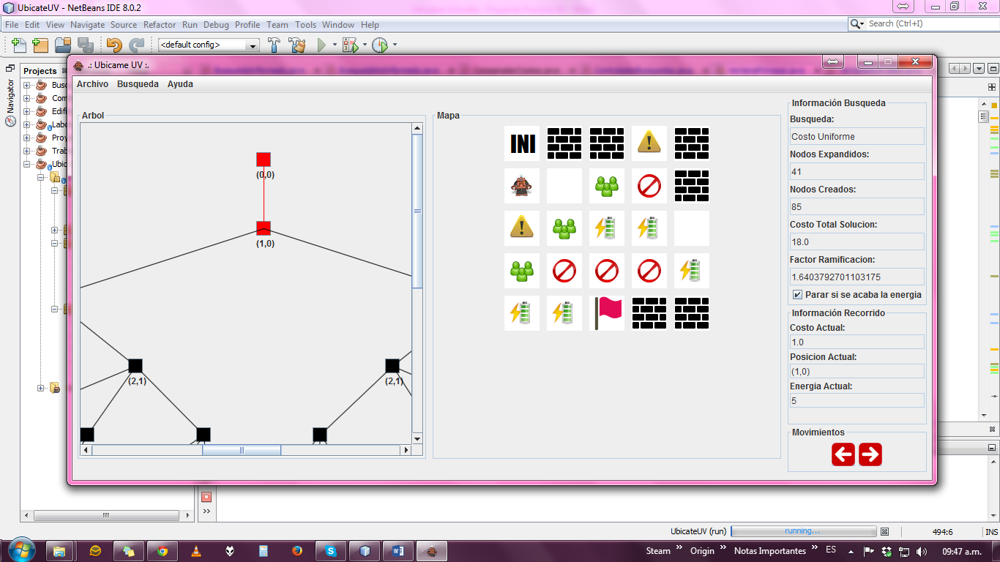 UbicateUV - NetBeans IDE 8.0.2
File Edit View Navigate Source Refactor Run Debug Profile Team Tools Window Help
Search (Ctrl+I)
<default config>
Projects
Navigator
Busc
Com
Edifi
Labo
Proy
Trab
Ubic
.: Ubicame UV :.
Archivo Busqueda Ayuda
Arbol
(0,0)
(1,0)
(2,1)
(2,1)
Mapa
INI
Información Busqueda
Busqueda:
Costo Uniforme
Nodos Expandidos:
41
Nodos Creados:
85
Costo Total Solucion:
18.0
Factor Ramificacion:
1.6403792701103175
Parar si se acaba la energia
Información Recorrido
Costo Actual:
1.0
Posicion Actual:
(1,0)
Energia Actual:
5
Movimientos
UbicateUV (run)
running...
494:6
INS
Steam
Origin
Notas Importantes
ES
09:47 a.m.